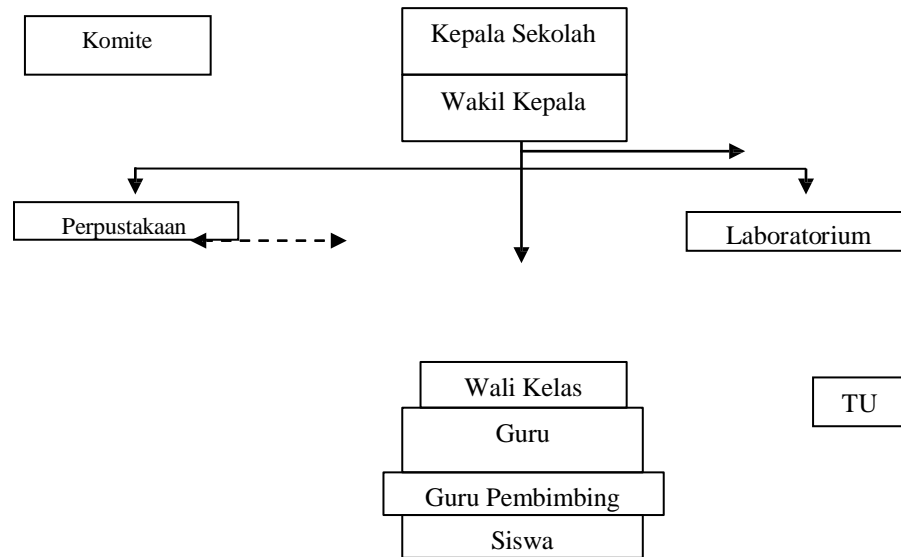 Komite
Kepala Sekolah
Wakil Kepala
Perpustakaan
Laboratorium
Wali Kelas
TU
Guru
Guru Pembimbing
Siswa